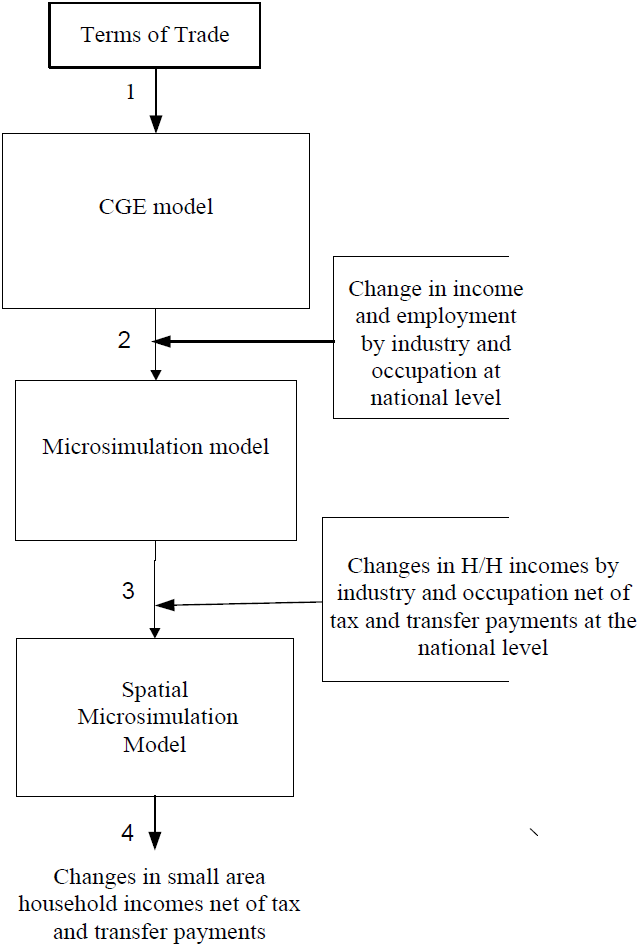 Terms of Trade
1
CGE model
2
Change in income
and employment
by industry and
occupation at
national level
Microsimulation model
3
Changes in H/H incomes by
industry and occupation net of
tax and transfer payments at the
national level
Spatial
Microsimulation
Model
4
Changes in small area
household incomes net of tax
and transfer payments